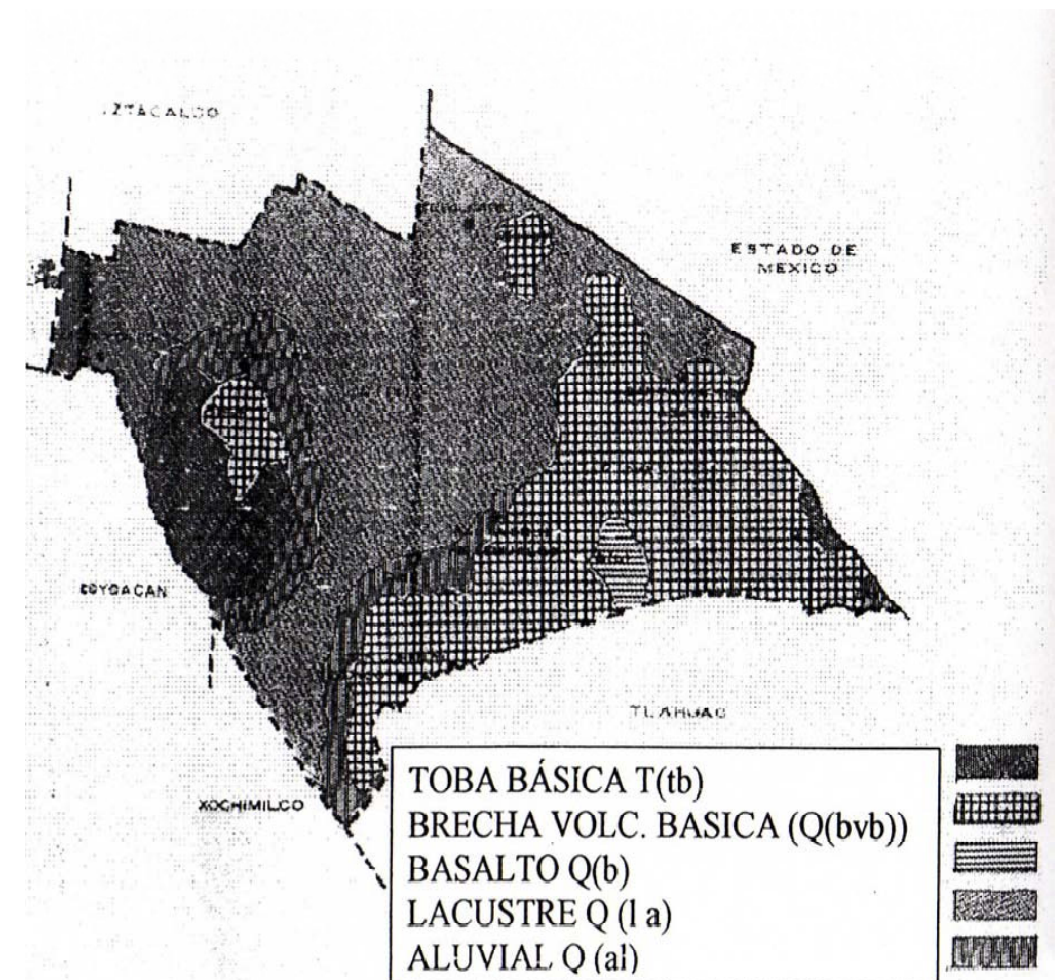 IZTACALCO
ESTADO DE
MEXICO
COYOACAN
TLAHUAC
XOCHIMILCO
TOBA BÁSICA T(tb)
BRECHA VOLC. BASICA (Q(bvb))
BASALTO Q(b)
LACUSTRE Q (l a)
ALUVIAL Q (al)